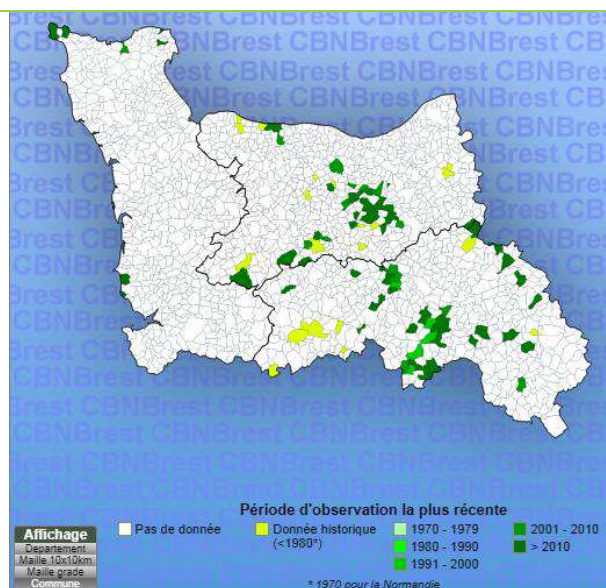 CBNBrest CBNBrest CBNBrest
Période d'observation la plus récente
Affichage
Departement
Maille 10x10km
Maille grade
Commune
Pas de donnée
Donnée historique
(<1980*)
1970 - 1979
1980 - 1990
1991 - 2000
2001 - 2010
> 2010
* 1970 pour la Normandie